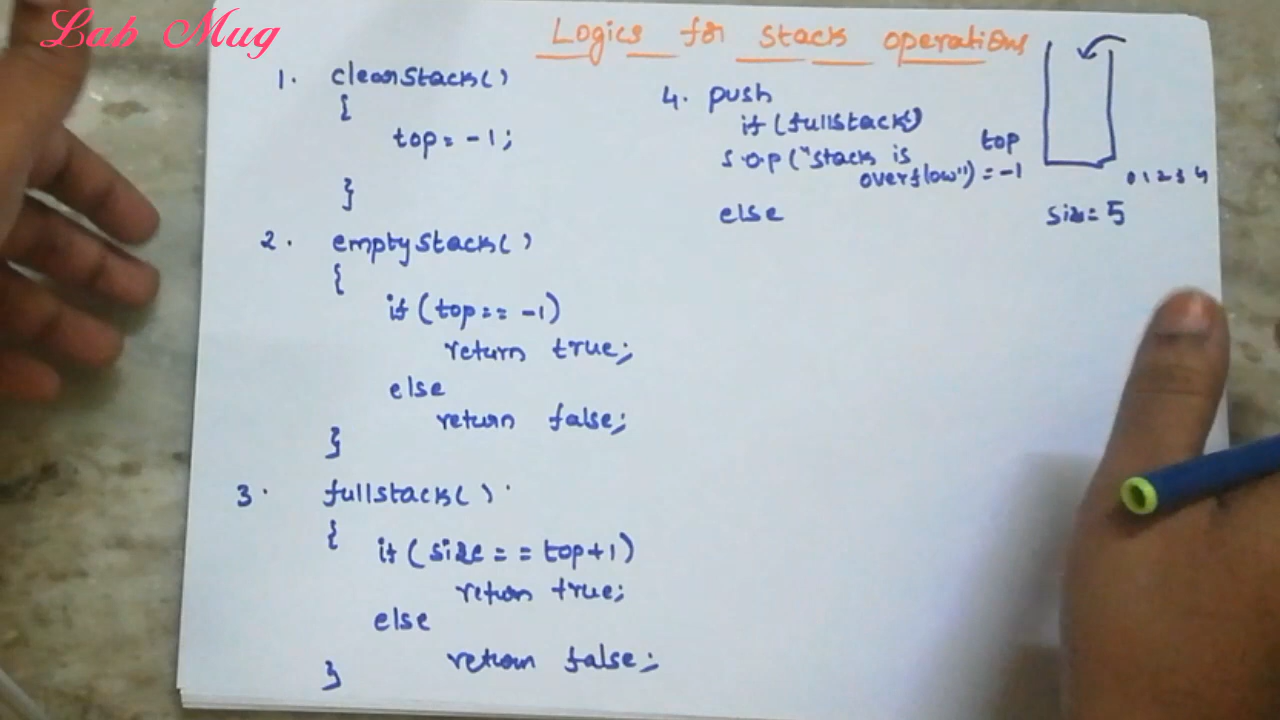 Lab Mug
Logics for stack operations
1. clearStack()
{
top = -1;
}
2. emptystack()
{
if (top == -1)
return true;
else
return false;
}
3. fullstack()
{
if (size == top+1)
return true;
else
return false;
}
4. push
if (fullstack)
s.o.p ("stack is
overflow")
else
top
= -1
0 1 2 3 4
size = 5